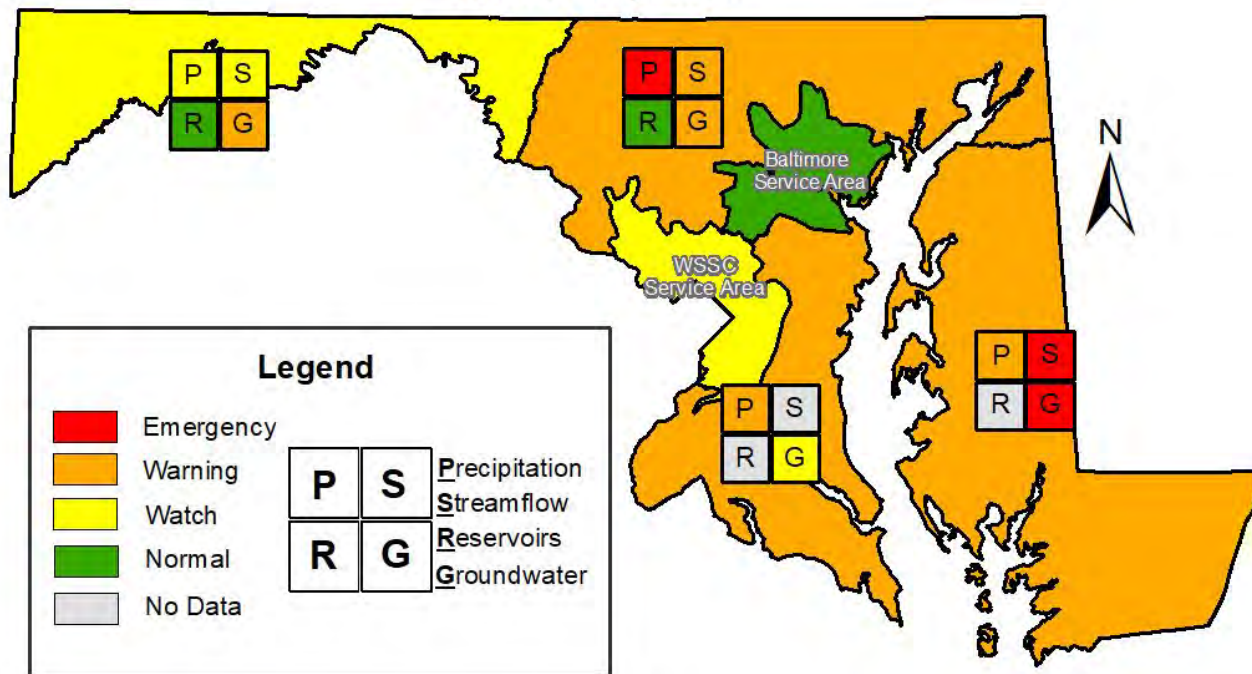 P S
R G
P S
R G
Baltimore
Service Area
N
WSSC
Service Area
P S
R G
P S
R G
Legend
Emergency
Warning
Watch
Normal
No Data
P S
R G
Precipitation
Streamflow
Reservoirs
Groundwater